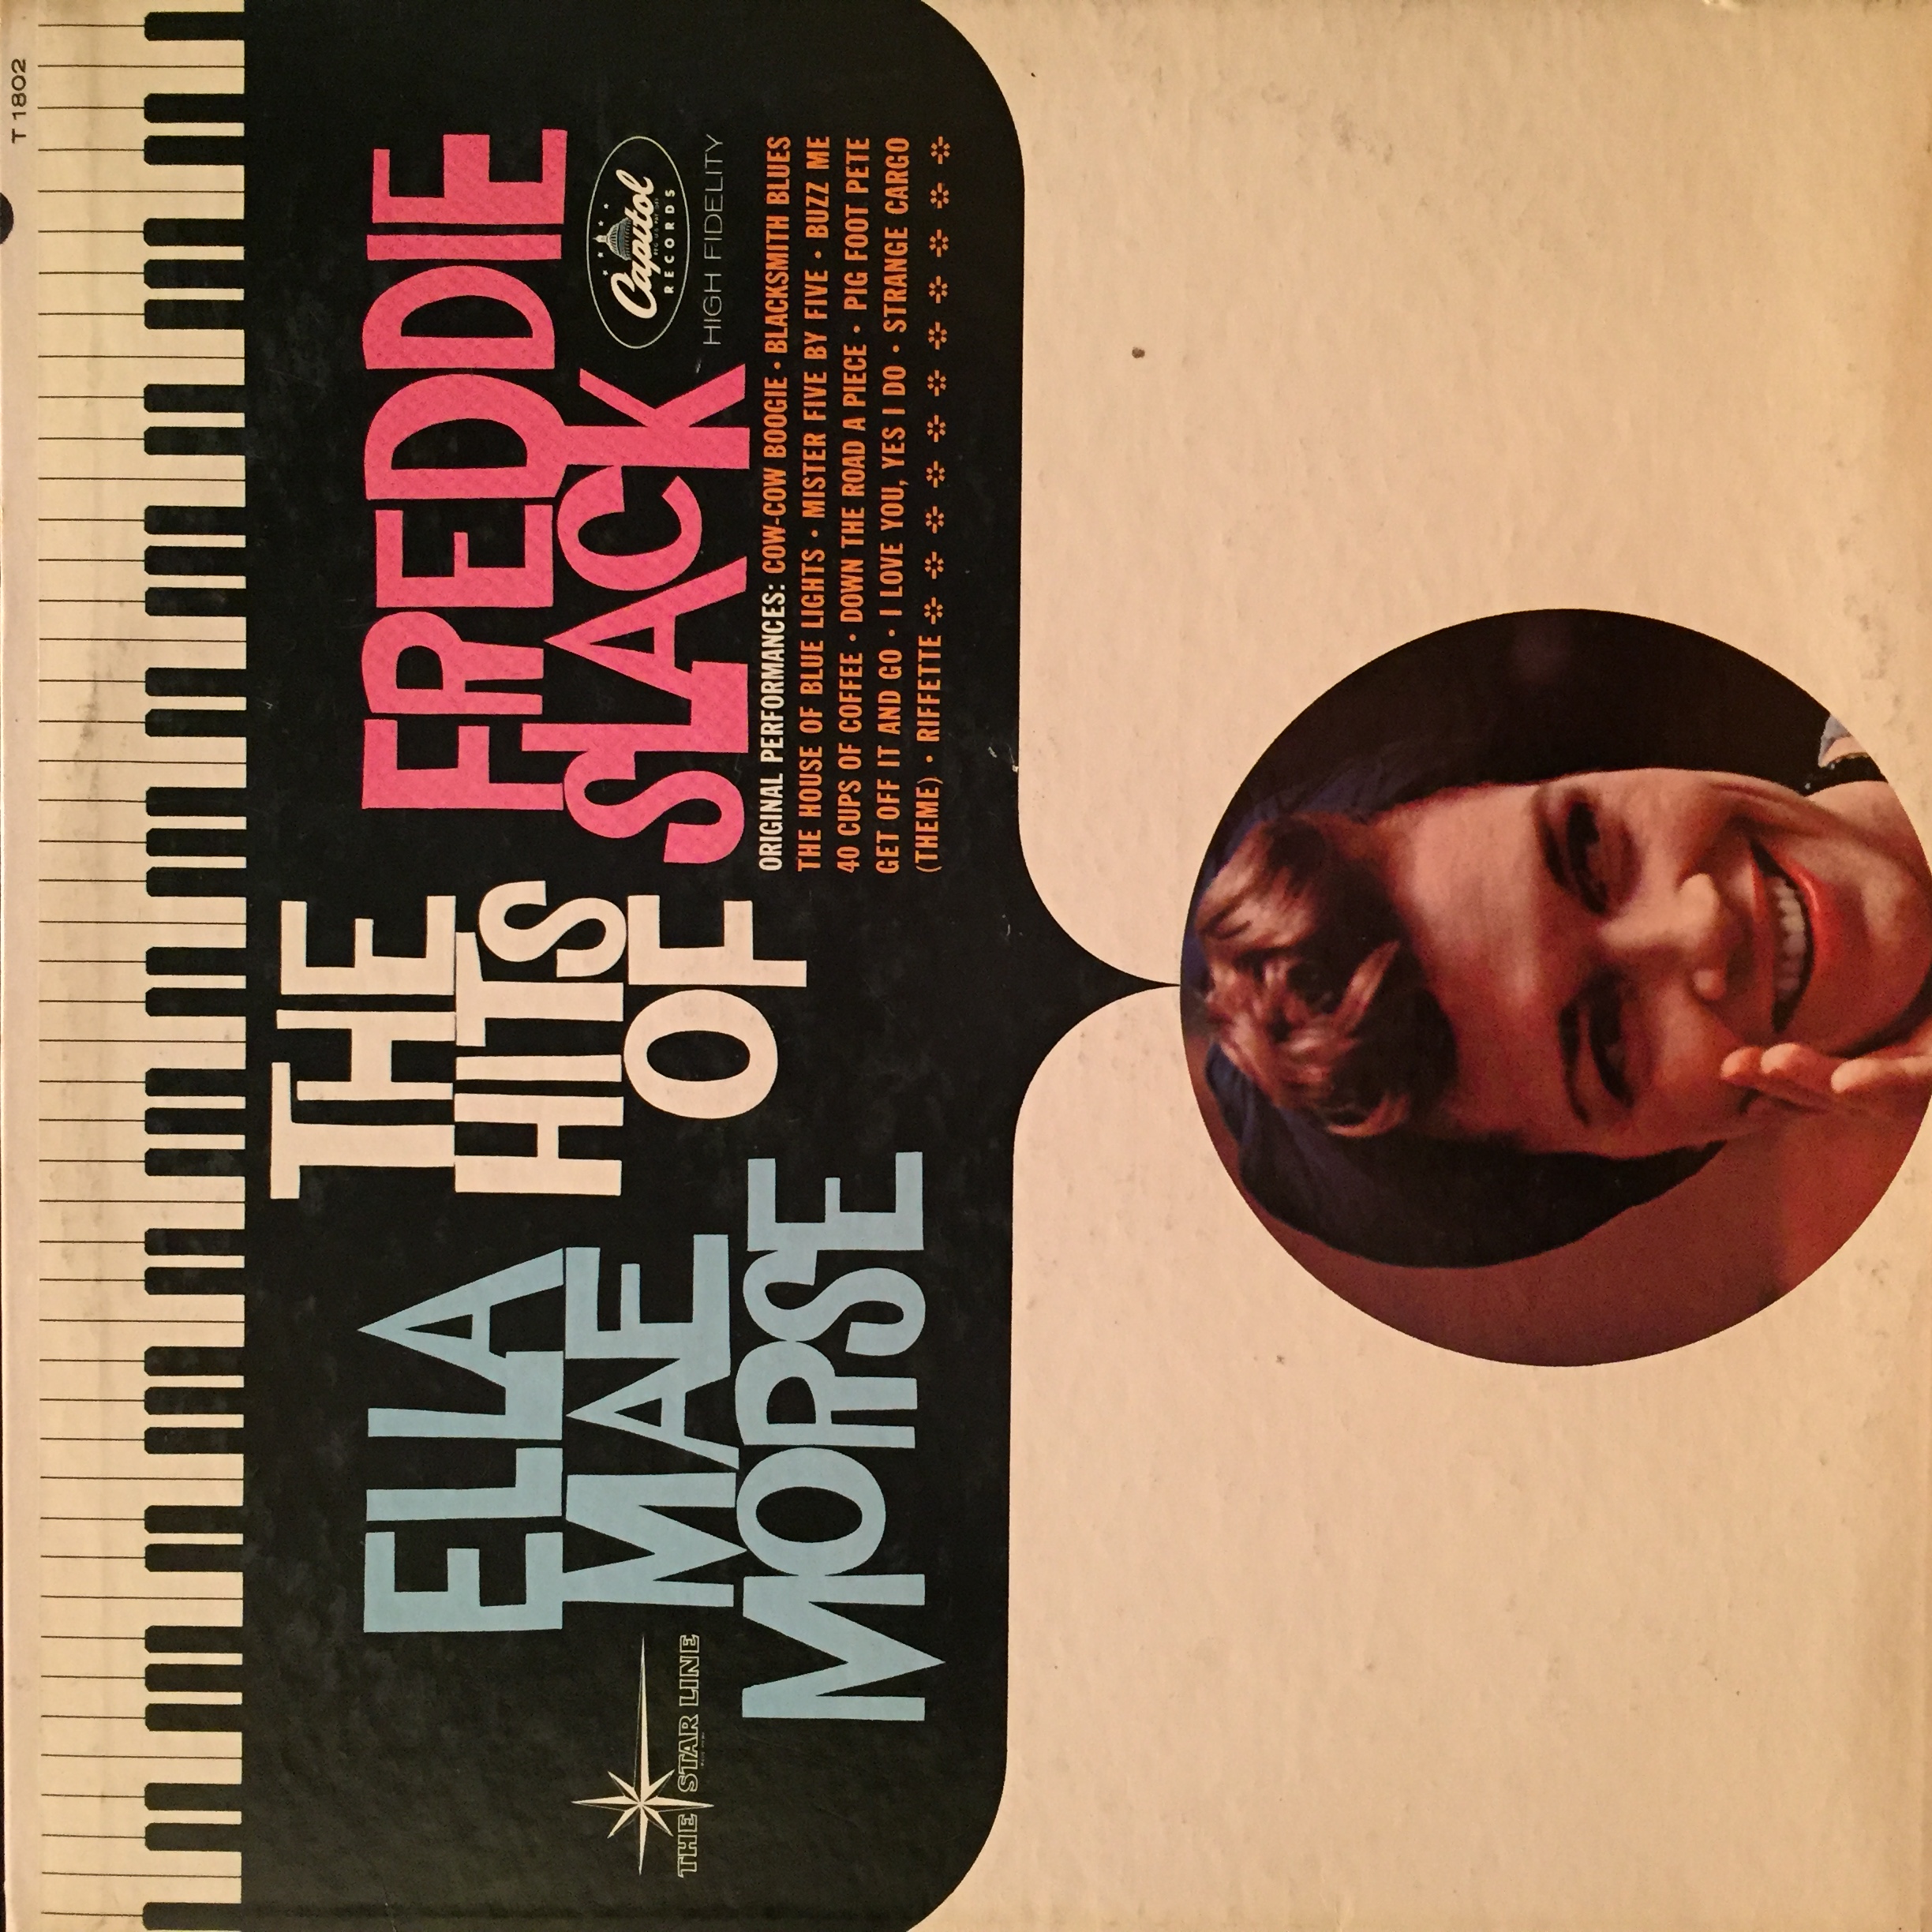 T 1802
ELLA
MAE
MORSE
THE
HITS
OF
FREDDIE
SLACK
THE STAR LINE
Capitol
RECORDS
HIGH FIDELITY
ORIGINAL PERFORMANCES: COW-COW BOOGIE • BLACKSMITH BLUES
THE HOUSE OF BLUE LIGHTS • MISTER FIVE BY FIVE • BUZZ ME
40 CUPS OF COFFEE • DOWN THE ROAD A PIECE • PIG FOOT PETE
GET OFF IT AND GO • I LOVE YOU, YES I DO • STRANGE CARGO
(THEME) • RIFFETTE